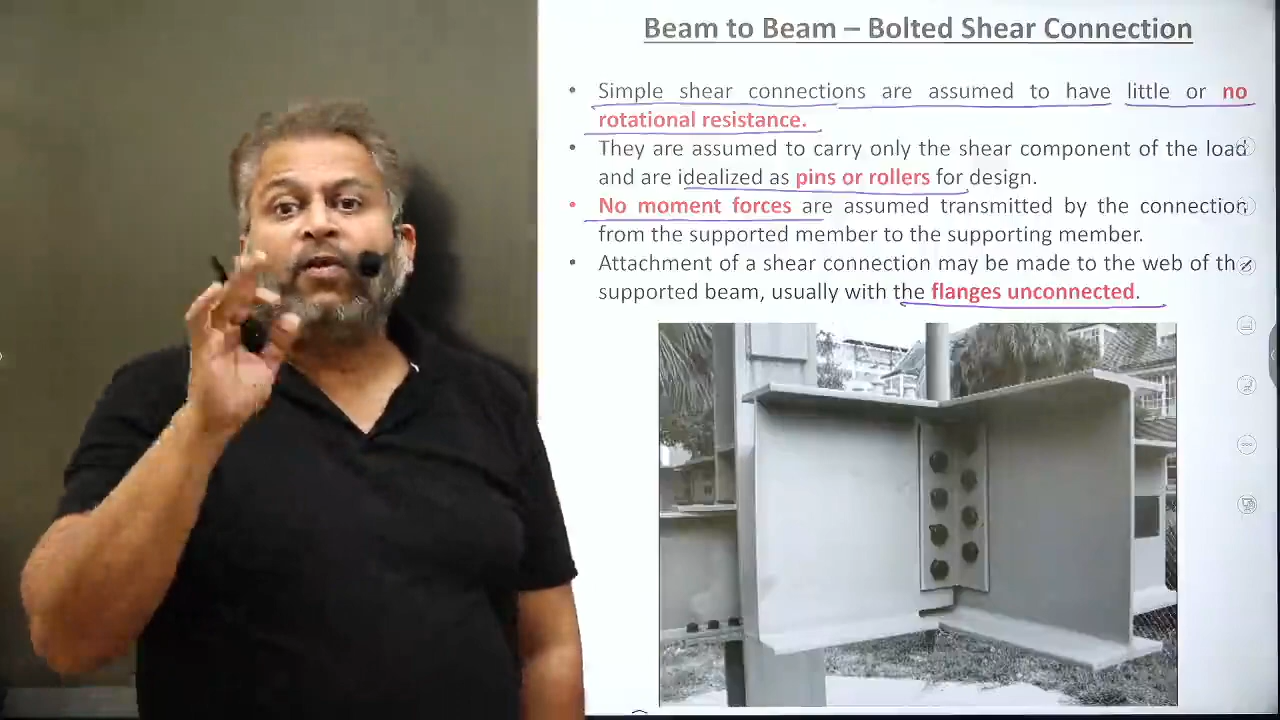 Beam to Beam – Bolted Shear Connection
• Simple shear connections are assumed to have little or no
rotational resistance.
• They are assumed to carry only the shear component of the load
and are idealized as pins or rollers for design.
• No moment forces are assumed transmitted by the connection
from the supported member to the supporting member.
• Attachment of a shear connection may be made to the web of the
supported beam, usually with the flanges unconnected.